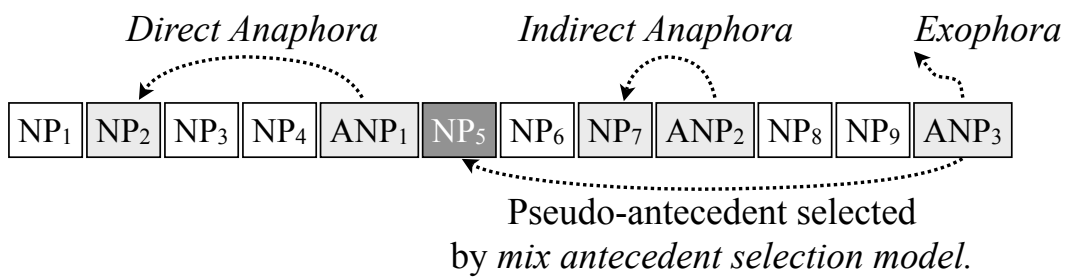 Direct Anaphora Indirect Anaphora Exophora
NP₁ NP₂ NP₃ NP₄ ANP₁ NP₅ NP₆ NP₇ ANP₂ NP₈ NP₉ ANP₃
Pseudo-antecedent selected
by mix antecedent selection model.